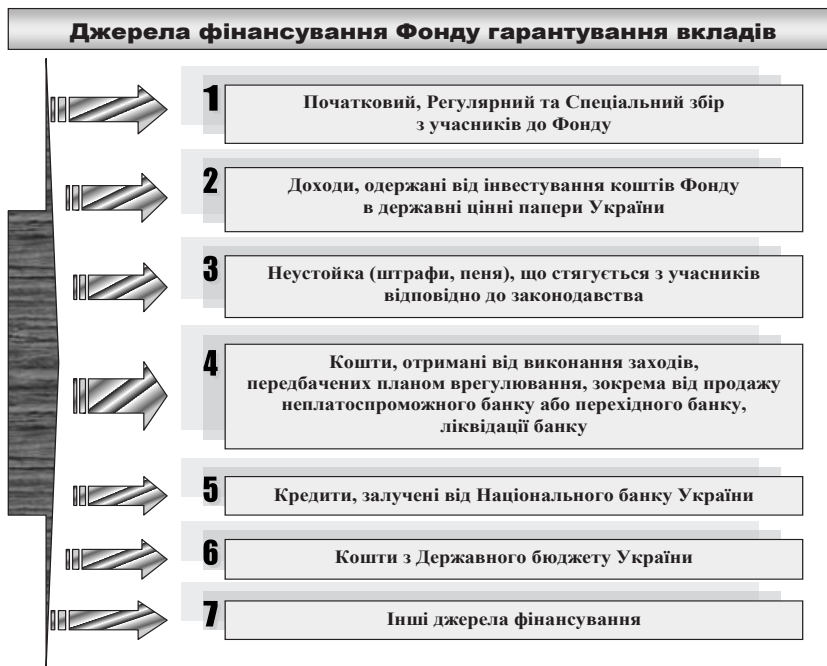 Джерела фінансування Фонду гарантування вкладів
1
Початковий, Регулярний та Спеціальний збір
з учасників до Фонду
2
Доходи, одержані від інвестування коштів Фонду
в державні цінні папери України
3
Неустойка (штрафи, пеня), що стягується з учасників
відповідно до законодавства
4
Кошти, отримані від виконання заходів,
передбачених планом врегулювання, зокрема від продажу
неплатоспроможного банку або перехідного банку,
ліквідації банку
5
Кредити, залучені від Національного банку України
6
Кошти з Державного бюджету України
7
Інші джерела фінансування